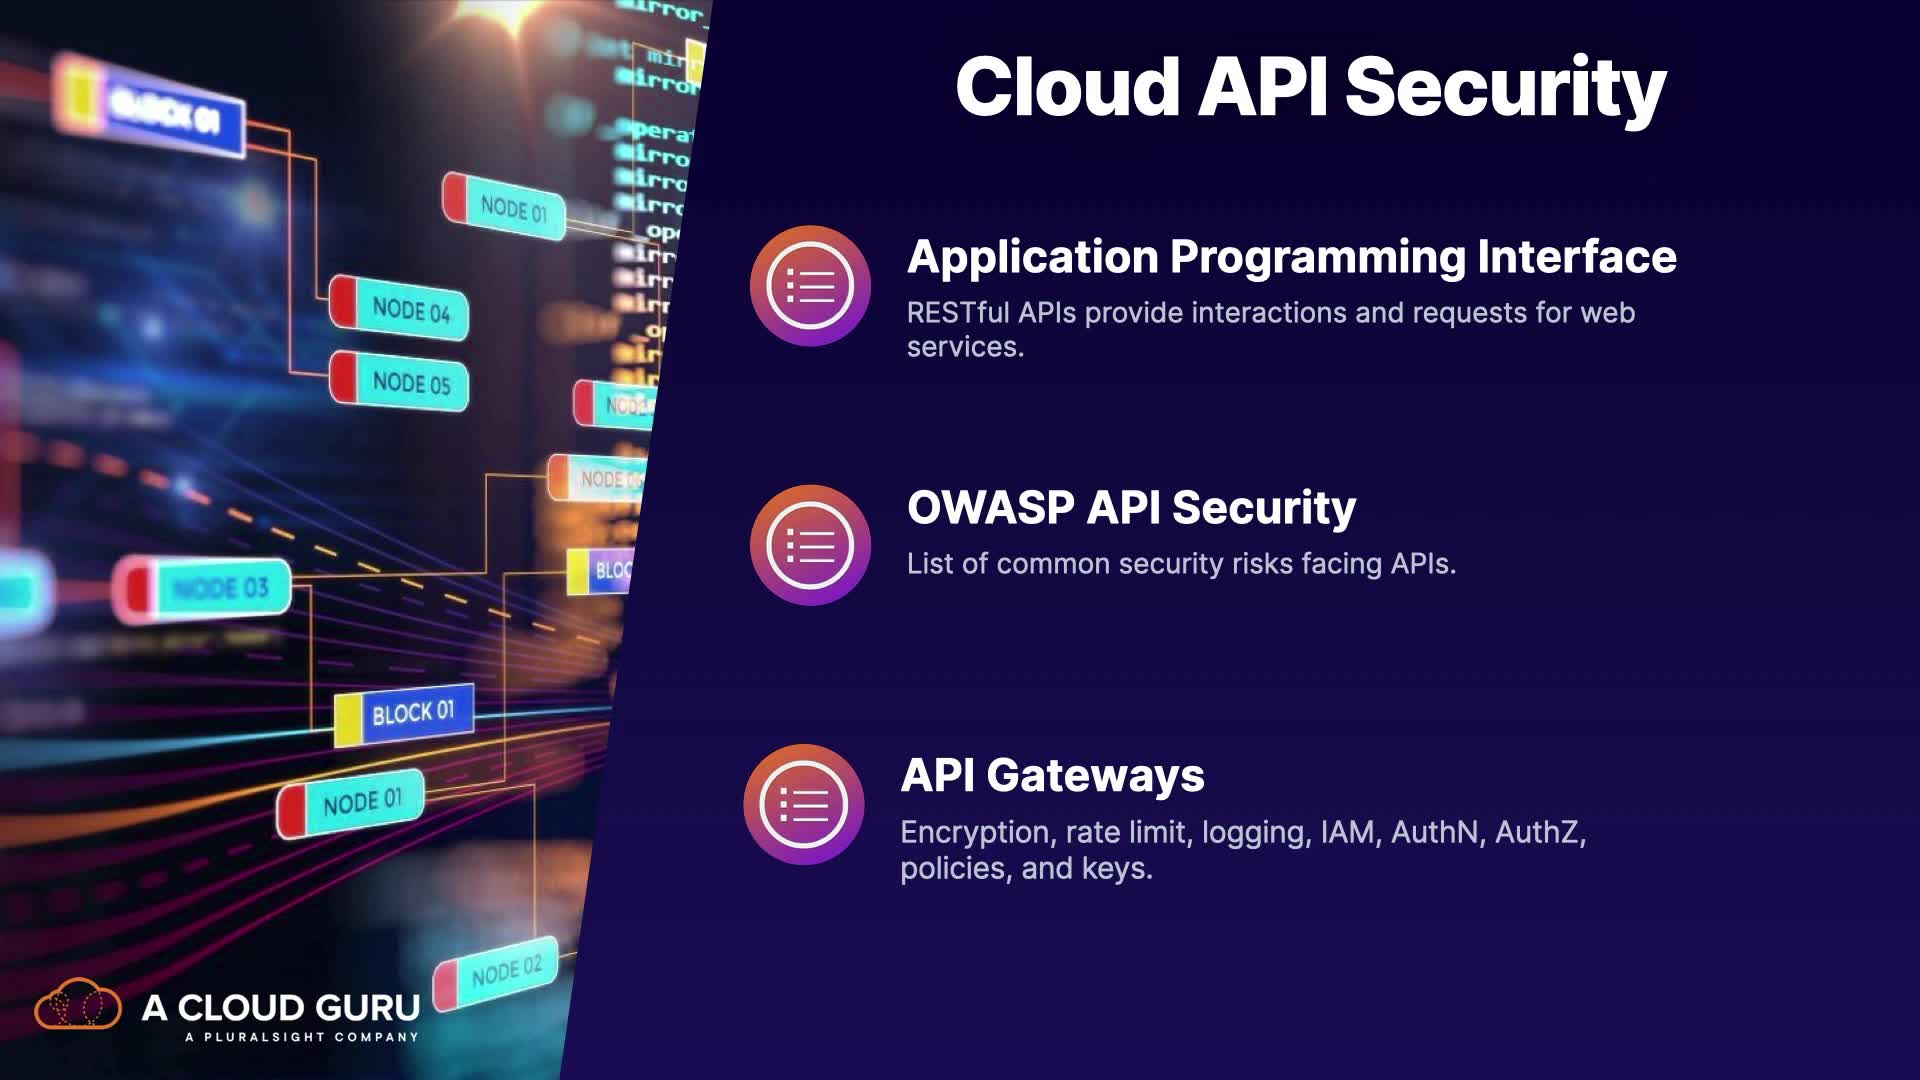 Cloud API Security
Application Programming Interface
RESTful APIs provide interactions and requests for web
services.
OWASP API Security
List of common security risks facing APIs.
API Gateways
Encryption, rate limit, logging, IAM, AuthN, AuthZ,
policies, and keys.
BLOCK 01
NODE 01
NODE 04
NODE 05
NODE 03
BLOCK 01
NODE 01
NODE 02
A CLOUD GURU
A PLURALSIGHT COMPANY